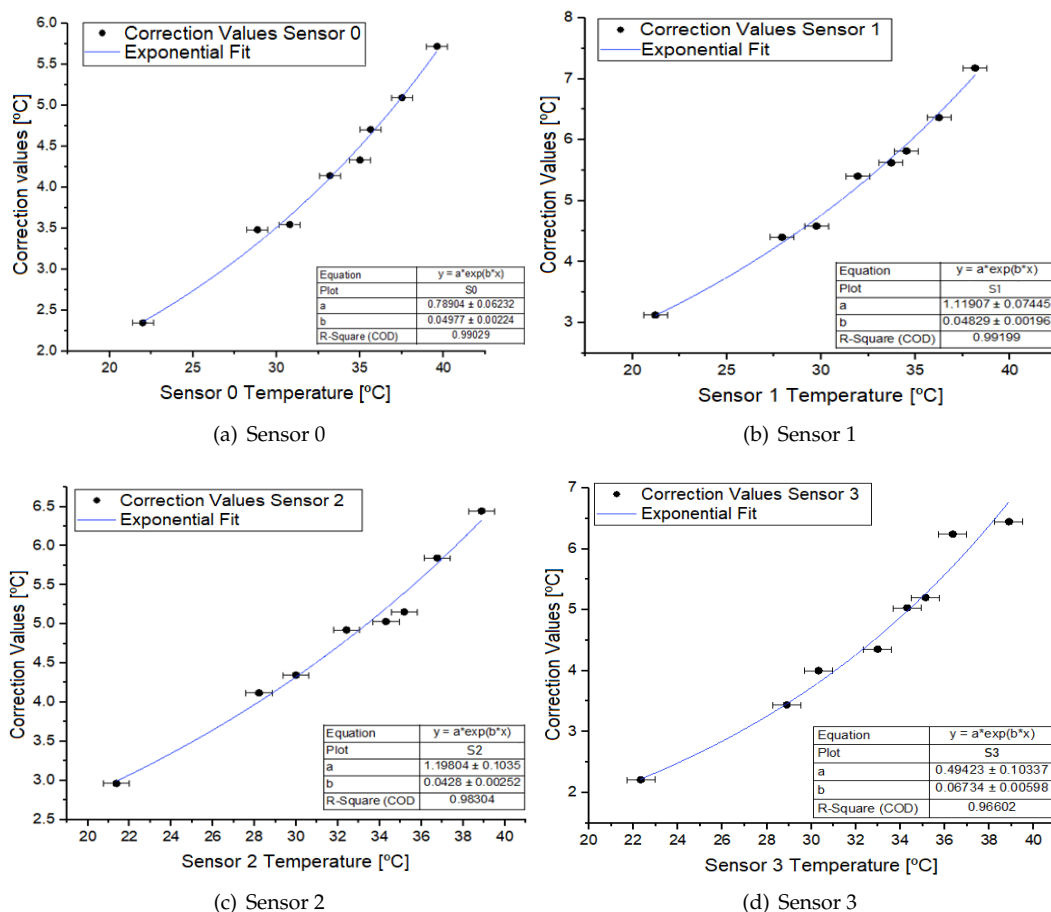 Correction Values Sensor 0
Exponential Fit
6.0
5.5
5.0
4.5
4.0
3.5
3.0
2.5
2.0
Correction values [ºC]
Equation y = a*exp(b*x)
Plot S0
a 0.78904 ± 0.06232
b 0.04977 ± 0.00224
R-Square (COD) 0.99029
20 25 30 35 40
Sensor 0 Temperature [ºC]
(a) Sensor 0
Correction Values Sensor 1
Exponential Fit
8
7
6
5
4
3
Correction Values [ºC]
Equation y = a*exp(b*x)
Plot S1
a 1.11907 ± 0.07445
b 0.04829 ± 0.00196
R-Square (COD) 0.99199
20 25 30 35 40
Sensor 1 Temperature [ºC]
(b) Sensor 1
Correction Values Sensor 2
Exponential Fit
6.5
6.0
5.5
5.0
4.5
4.0
3.5
3.0
2.5
Correction Values [ºC]
Equation y = a*exp(b*x)
Plot S2
a 1.19804 ± 0.1035
b 0.0428 ± 0.00252
R-Square (COD 0.98304
20 22 24 26 28 30 32 34 36 38 40
Sensor 2 Temperature [ºC]
(c) Sensor 2
Correction Values Sensor 3
Exponential Fit
7
6
5
4
3
2
Correction Values [ºC]
Equation y = a*exp(b*x)
Plot S3
a 0.49423 ± 0.10337
b 0.06734 ± 0.00598
R-Square (COD) 0.96602
20 22 24 26 28 30 32 34 36 38 40
Sensor 3 Temperature [ºC]
(d) Sensor 3